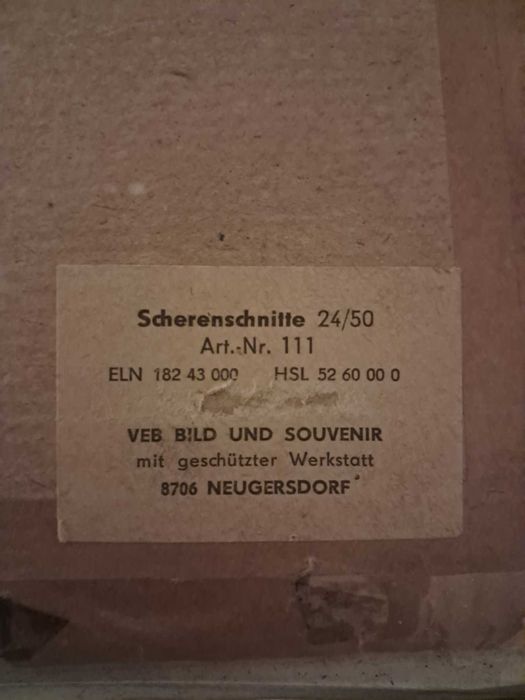 Scherenschnitte 24/50
Art.-Nr. 111
ELN 182 43 000 HSL 52 60 00 0
VEB BILD UND SOUVENIR
mit geschützter Werkstatt
8706 NEUGERSDORF